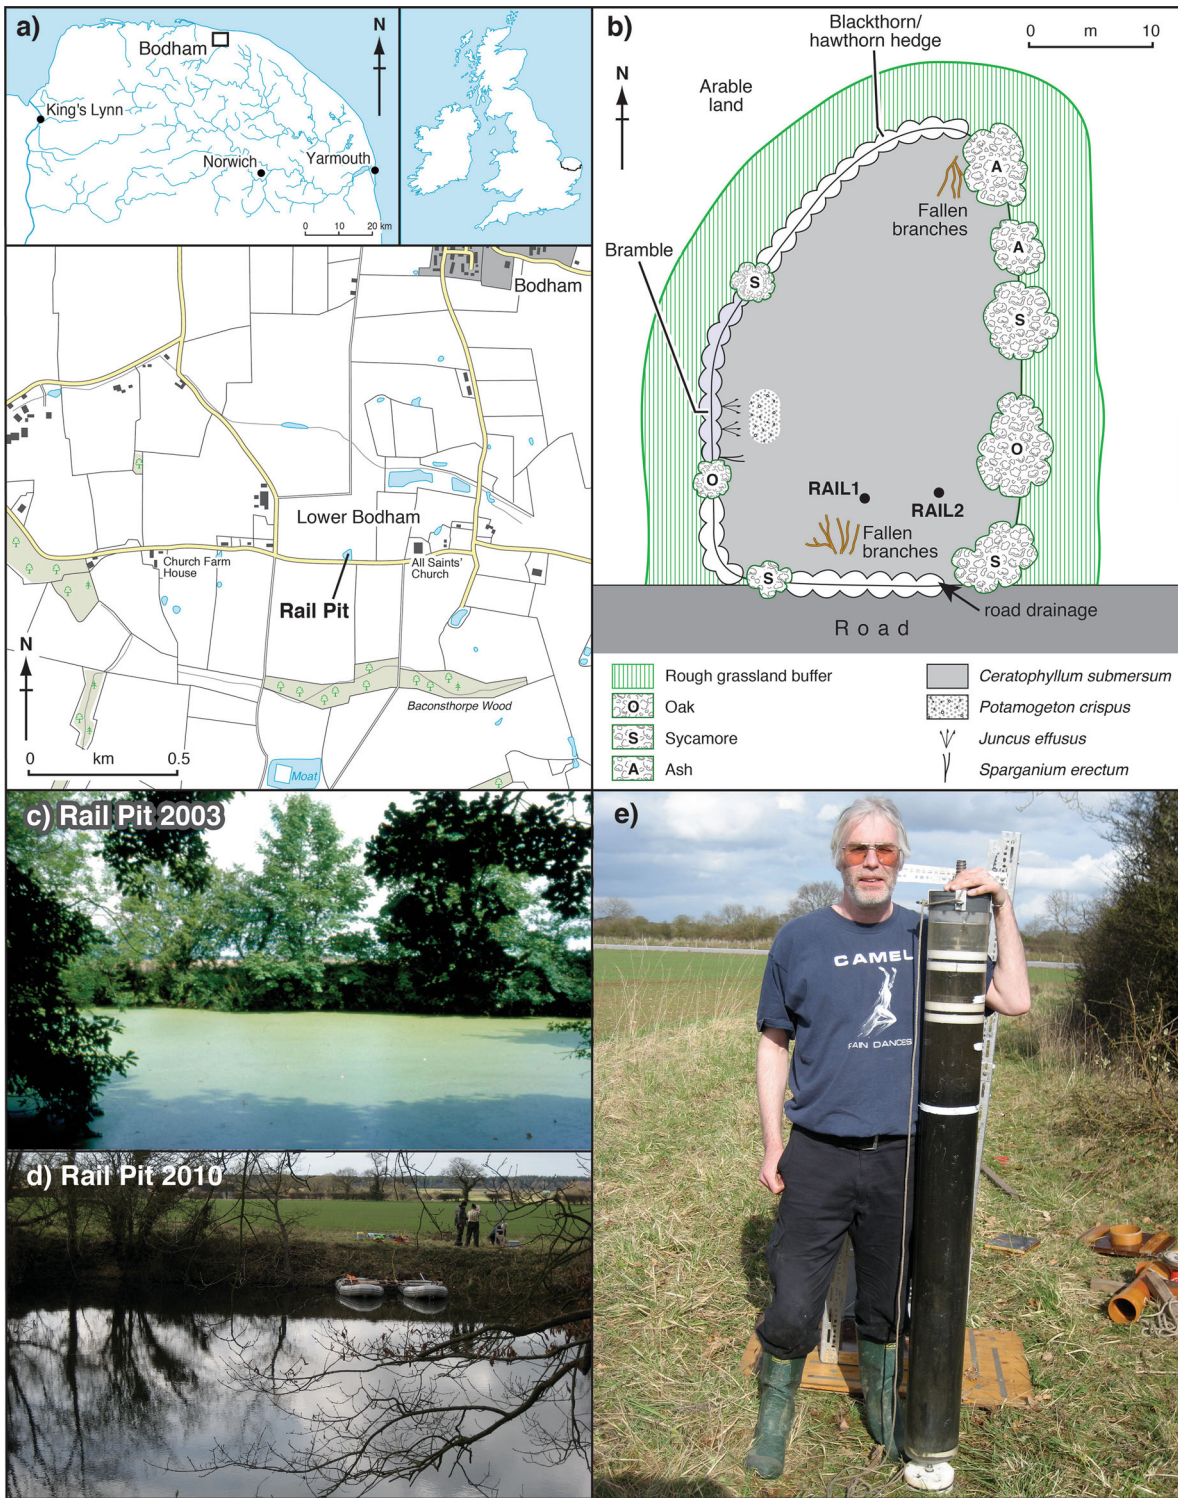 a)
N
Bodham
King's Lynn
Norwich
Yarmouth
0 10 20 km
Bodham
Lower Bodham
Church Farm
House
All Saints'
Church
Rail Pit
N
Baconsthorpe Wood
0 km 0.5
Moat
b)
Blackthorn/
hawthorn hedge
0 m 10
N
Arable
land
A
Fallen
branches
Bramble
A
S
S
O
O
RAIL1
RAIL2
Fallen
branches
S
S
road drainage
Road
Rough grassland buffer
O Oak
S Sycamore
A Ash
Ceratophyllum submersum
Potamogeton crispus
Juncus effusus
Sparganium erectum
c) Rail Pit 2003
d) Rail Pit 2010
e)
CAMEL
RAIN DANCES